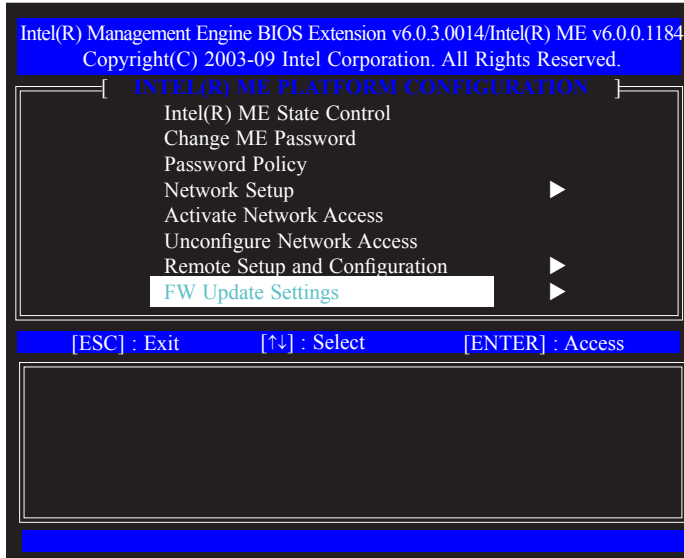 Intel(R) Management Engine BIOS Extension v6.0.3.0014/Intel(R) ME v6.0.0.1184
Copyright(C) 2003-09 Intel Corporation. All Rights Reserved.
[ INTEL(R) ME PLATFORM CONFIGURATION ]
Intel(R) ME State Control
Change ME Password
Password Policy
Network Setup ▶
Activate Network Access
Unconfigure Network Access
Remote Setup and Configuration ▶
FW Update Settings ▶
[ESC] : Exit [↑↓] : Select [ENTER] : Access